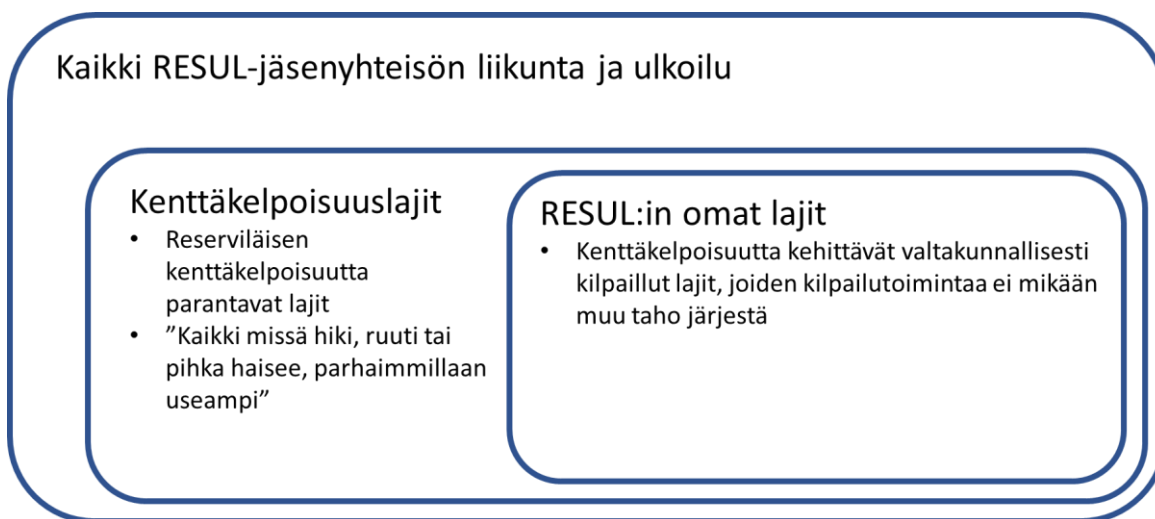 Kaikki RESUL-jäsenyhteisön liikunta ja ulkoilu
Kenttäkelpoisuuslajit
• Reserviläisen
kenttäkelpoisuutta
parantavat lajit
• ”Kaikki missä hiki, ruuti tai
pihka haisee, parhaimmillaan
useampi”
RESUL:in omat lajit
• Kenttäkelpoisuutta kehittävät valtakunnallisesti
kilpaillut lajit, joiden kilpailutoimintaa ei mikään
muu taho järjestä